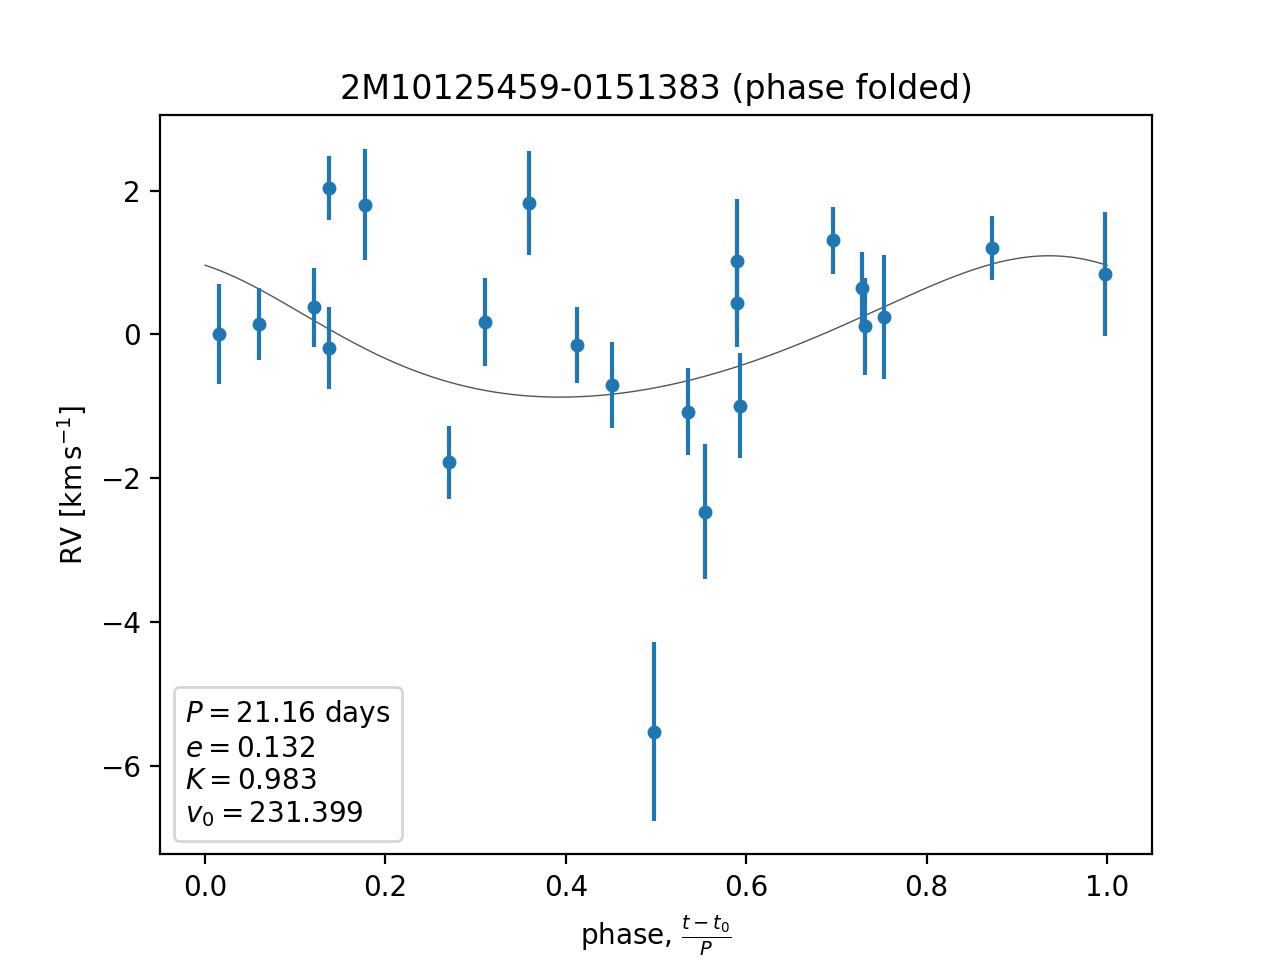 2M10125459-0151383 (phase folded)
RV [km s⁻¹]
2
0
−2
−4
−6
P = 21.16 days
e = 0.132
K = 0.983
v₀ = 231.399
0.0 0.2 0.4 0.6 0.8 1.0
phase, (t − t₀)/P